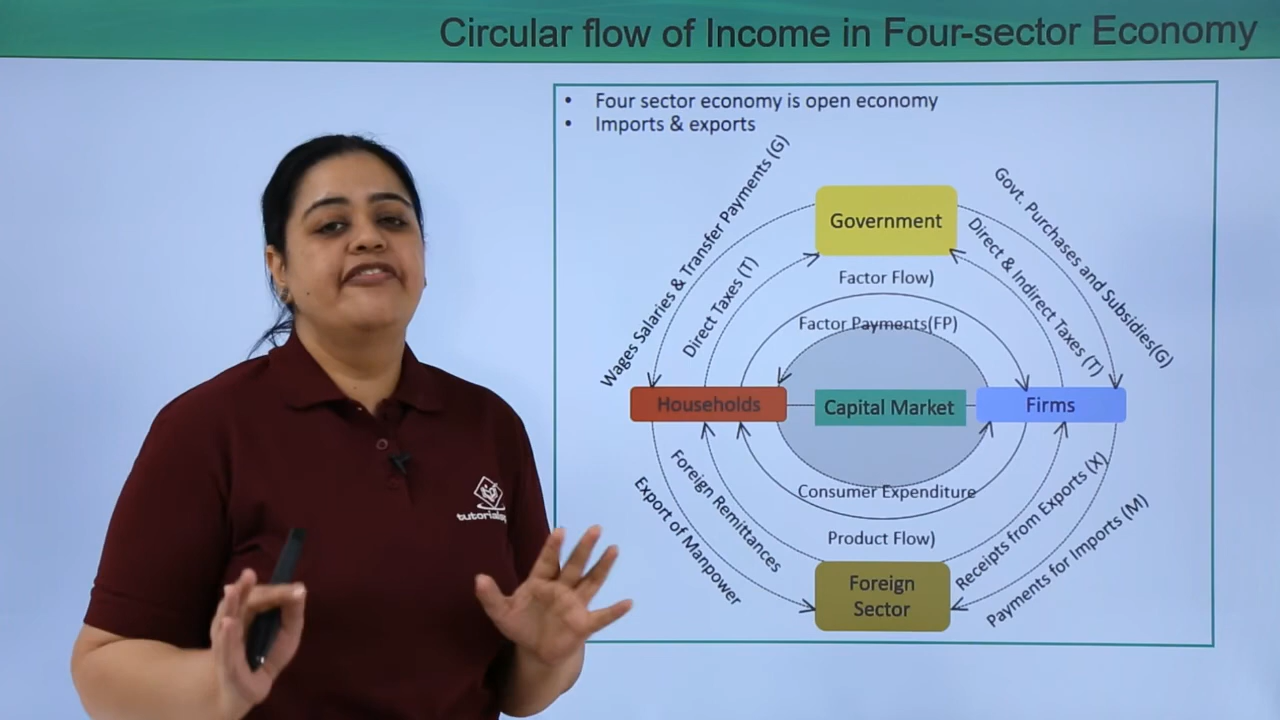 Circular flow of Income in Four-sector Economy
• Four sector economy is open economy
• Imports & exports
Wages Salaries & Transfer Payments (G)
Govt. Purchases and Subsidies(G)
Government
Direct Taxes (T)
Direct & Indirect Taxes (T)
Factor Flow)
Factor Payments(FP)
Households
Capital Market
Firms
Consumer Expenditure
Product Flow)
Foreign Remittances
Export of Manpower
Receipts from Exports (X)
Payments for Imports (M)
Foreign
Sector